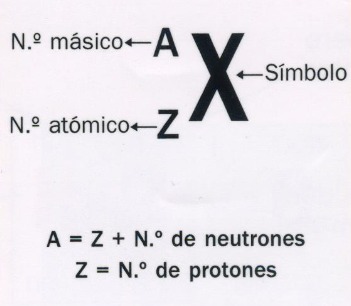 N.º másico←A
X
←Símbolo
N.º atómico←Z
A = Z + N.º de neutrones
Z = N.º de protones